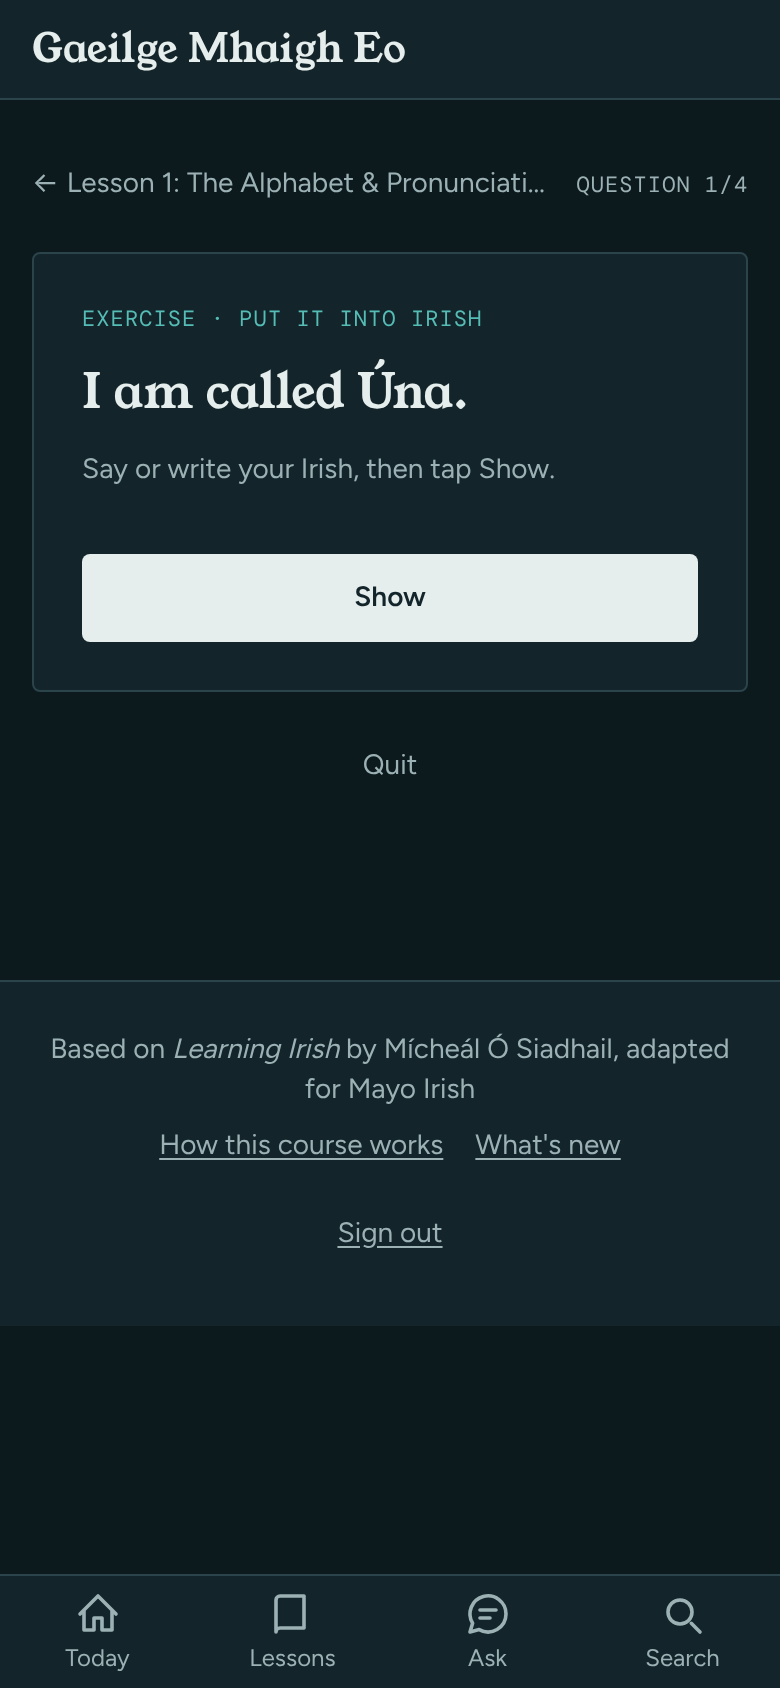 Gaeilge Mhaigh Eo
← Lesson 1: The Alphabet & Pronunciati... QUESTION 1/4
EXERCISE · PUT IT INTO IRISH
I am called Úna.
Say or write your Irish, then tap Show.
Show
Quit
Based on Learning Irish by Mícheál Ó Siadhail, adapted
for Mayo Irish
How this course works What's new
Sign out
Today Lessons Ask Search